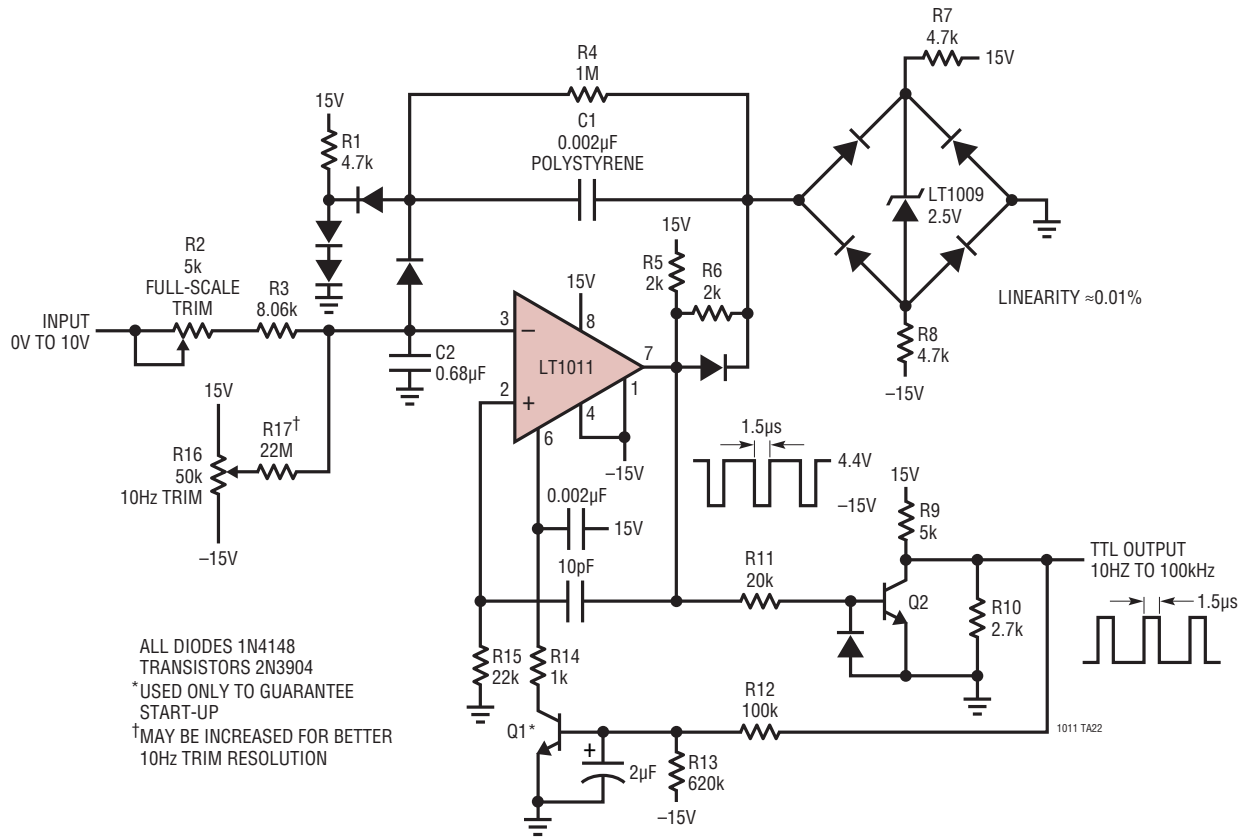 R7
4.7k
15V
R4
1M
C1
0.002µF
POLYSTYRENE
15V
R1
4.7k
LT1009
2.5V
R2
5k
FULL-SCALE
TRIM
R3
8.06k
15V
R5
2k
R6
2k
15V
LINEARITY ≈0.01%
INPUT
0V TO 10V
3
–
8
C2
0.68µF
LT1011
7
R8
4.7k
–15V
2
+
1
4
6
–15V
15V
R17†
22M
R16
50k
10Hz TRIM
–15V
1.5µs
4.4V
–15V
0.002µF
15V
10pF
15V
R9
5k
TTL OUTPUT
10HZ TO 100kHz
R11
20k
Q2
R10
2.7k
1.5µs
ALL DIODES 1N4148
TRANSISTORS 2N3904
*USED ONLY TO GUARANTEE
START-UP
†MAY BE INCREASED FOR BETTER
10Hz TRIM RESOLUTION
R15
22k
R14
1k
R12
100k
Q1*
+
2µF
R13
620k
–15V
1011 TA22